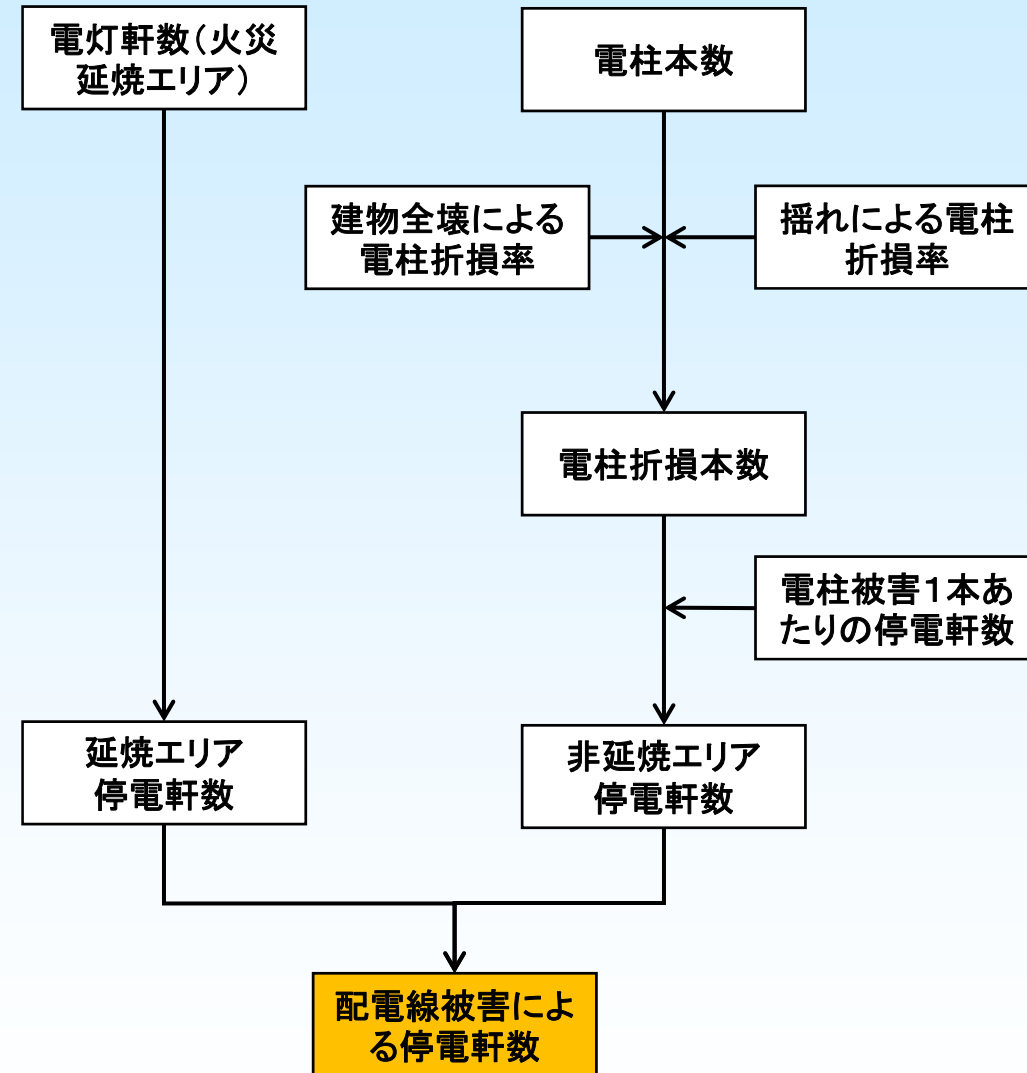 電灯軒数（火災
延焼エリア）
電柱本数
建物全壊による
電柱折損率
揺れによる電柱
折損率
電柱折損本数
電柱被害１本あ
たりの停電軒数
延焼エリア
停電軒数
非延焼エリア
停電軒数
配電線被害によ
る停電軒数